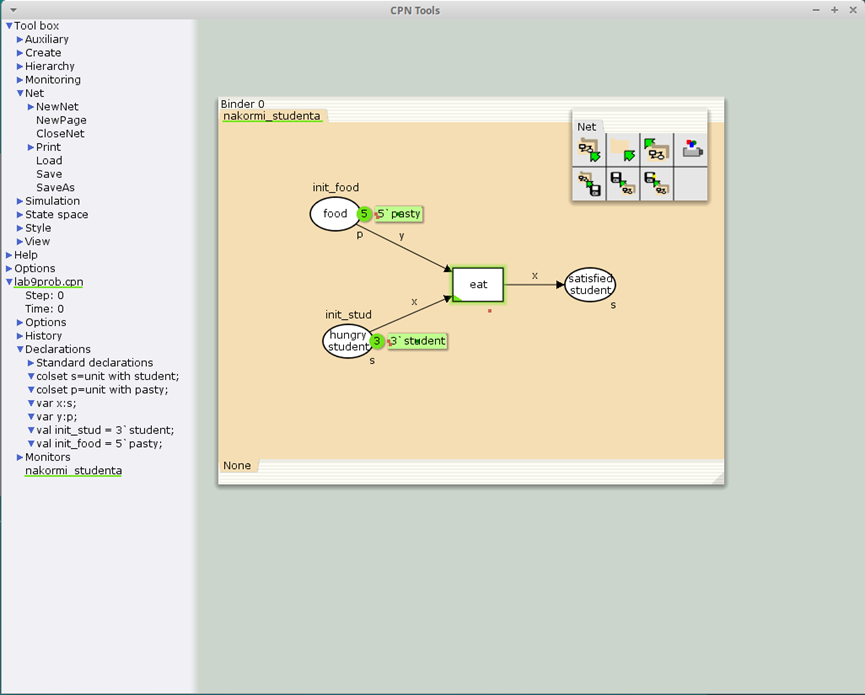 CPN Tools
Tool box
Auxiliary
Create
Hierarchy
Monitoring
Net
NewNet
NewPage
CloseNet
Print
Load
Save
SaveAs
Simulation
State space
Style
View
Help
Options
lab9prob.cpn
Step: 0
Time: 0
Options
History
Declarations
Standard declarations
colset s=unit with student;
colset p=unit with pasty;
var x:s;
var y:p;
val init_stud = 3`student;
val init_food = 5`pasty;
Monitors
nakormi_studenta
Binder 0
nakormi_studenta
Net
init_food
food
5
5`pasty
p
y
eat
x
satisfied
student
s
x
init_stud
hungry
student
3
3`student
s
None